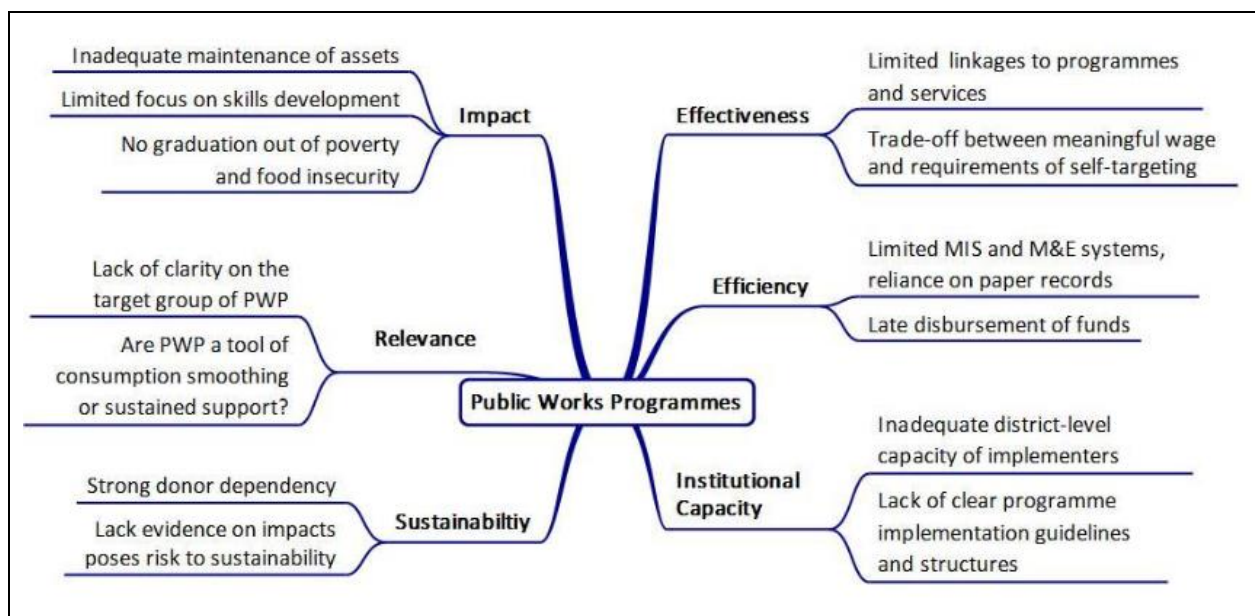 Inadequate maintenance of assets
Limited focus on skills development
No graduation out of poverty
and food insecurity
Impact
Lack of clarity on the
target group of PWP
Are PWP a tool of
consumption smoothing
or sustained support?
Relevance
Strong donor dependency
Lack evidence on impacts
poses risk to sustainability
Sustainabiltiy
Public Works Programmes
Effectiveness
Limited linkages to programmes
and services
Trade-off between meaningful wage
and requirements of self-targeting
Efficiency
Limited MIS and M&E systems,
reliance on paper records
Late disbursement of funds
Institutional
Capacity
Inadequate district-level
capacity of implementers
Lack of clear programme
implementation guidelines
and structures